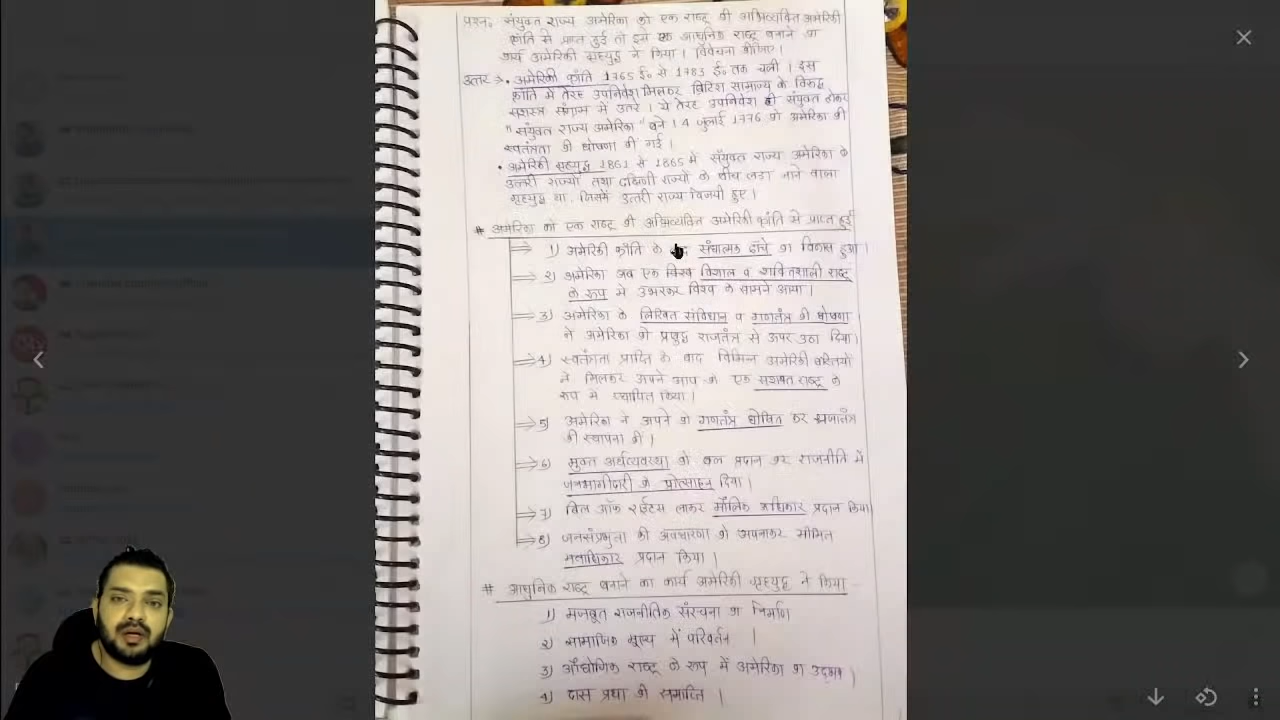 प्रश्न:- संयुक्त राज्य अमेरिका को एक राष्ट्र की अभिव्यक्ति अमेरिकी
क्रांति से प्राप्त हुई तो इसे आधुनिक राष्ट्र बनाने का
कार्य अमेरिकी गृहयुद्ध ने किया। विवेचना कीजिए।
उत्तर → • अमेरिकी क्रांति 1765 ई० से 1783 ई० तक चली। इस
क्रांति में तेरह उपनिवेश मिलकर ब्रिटिश साम्राज्य के विरुद्ध
सशस्त्र संग्राम में उतरे। ये तेरह उपनिवेश ही संयुक्त होकर
"संयुक्त राज्य अमेरिका" बने। 4 जुलाई 1776 को अमेरिका की
स्वतंत्रता की घोषणा की गई।
• अमेरिकी गृहयुद्ध 1861 से 1865 में संयुक्त राज्य अमेरिका के
उत्तरी राज्यों तथा दक्षिणी राज्यों के बीच लड़ा जाने वाला
गृहयुद्ध था जिसमें उत्तरी राज्य विजयी हुए।
# अमेरिका को एक राष्ट्र की अभिव्यक्ति अमेरिकी क्रांति से प्राप्त हुई
1) अमेरिकी क्रांति के संघात्मक ढाँचे का विकास हुआ।
2) अमेरिका अब एक विशाल व शक्तिशाली राष्ट्र
के रूप में उभरकर विश्व के सामने आया।
3) अमेरिका के लिखित संविधान व गणतंत्र की घोषणा
ने अमेरिका को प्रबुद्ध राजतंत्र से ऊपर उठा दिया।
4) स्वतंत्रता प्राप्ति के बाद विभिन्न अमेरिकी बस्तियों
ने मिलकर अपने आप को एक सशक्त राष्ट्र के
रूप में स्थापित किया।
5) अमेरिका ने अपने को गणतंत्र घोषित कर प्रजातंत्र
की स्थापना की।
6) मुक्त अर्थव्यवस्था को बल प्रदान कर राजनीति में
जनभागीदारी को प्रोत्साहन दिया।
7) बिल ऑफ राईटस लाकर मौलिक अधिकार प्रदान किया
8) जनसंप्रभुता की अवधारणा को अपनाकर सीमित
मताधिकार प्रदान किया।
# आधुनिक राष्ट्र बनाने का कार्य अमेरिकी गृहयुद्ध ने किया
1) मजबूत राजनीतिक संरचना का निर्माण
2) सामाजिक मूल्य में परिवर्तन ।
3) औद्योगिक राष्ट्र के रूप में अमेरिका का उद्भव।
4) दास प्रथा की समाप्ति।